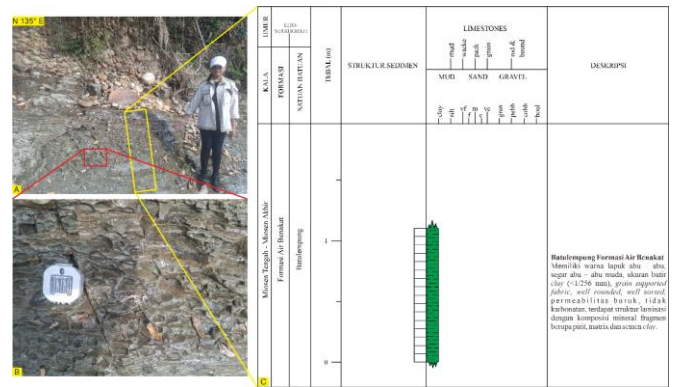 N 135° E
A
B
C
UMUR
KALA
FORMASI
SATUAN BATUAN
TEBAL (m)
STRUKTUR SEDIMEN
LIMESTONES
mud
wacke
pack
grain
rud &
bound
MUD SAND GRAVEL
clay
silt
vf
f
m
c
vc
gran
pebb
cobb
boul
DESKRIPSI
Miosen Tengah - Miosen Akhir
Formasi Air Benakat
Batulempung
1
0
Batulempung Formasi Air Benakat
Memiliki warna lapuk abu – abu,
segar abu – abu muda, ukuran butir
clay (<1/256 mm), grain supported
fabric, well rounded, well sorted,
permeabilitas buruk, tidak
karbonatan, terdapat struktur laminasi
dengan komposisi mineral fragmen
berupa pirit, matrix dan semen clay.